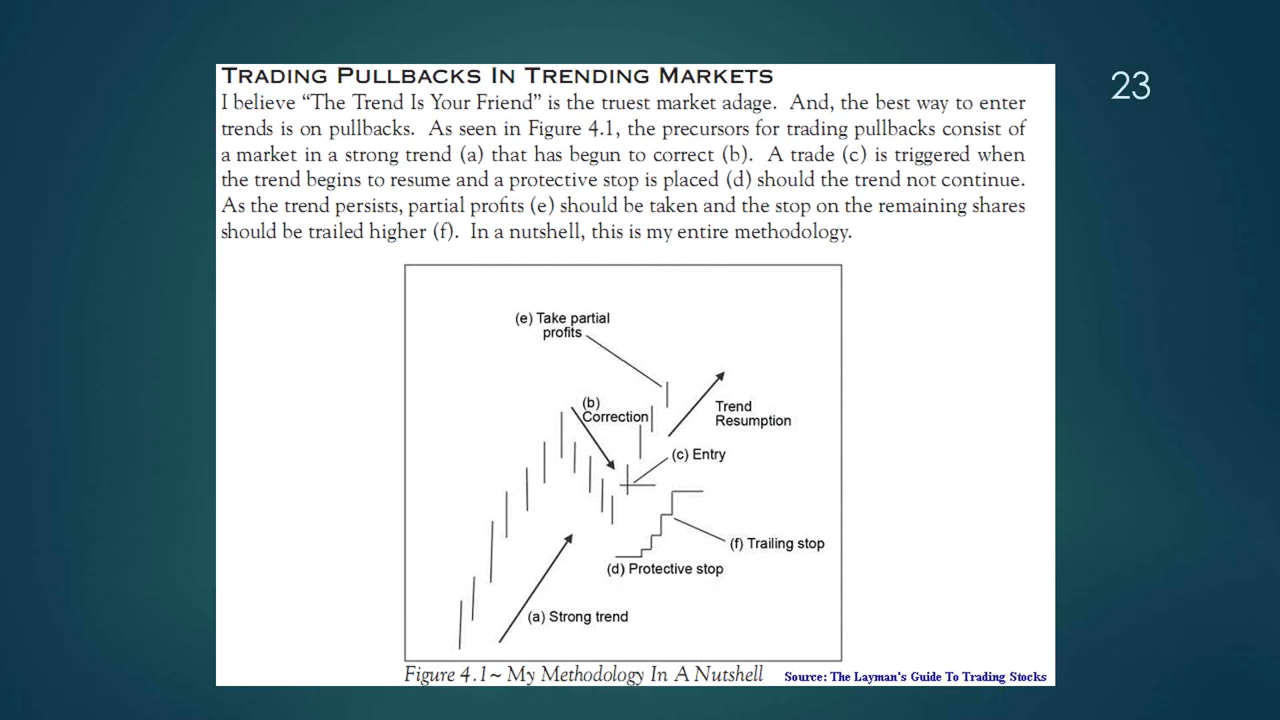 23
TRADING PULLBACKS IN TRENDING MARKETS
I believe “The Trend Is Your Friend” is the truest market adage. And, the best way to enter
trends is on pullbacks. As seen in Figure 4.1, the precursors for trading pullbacks consist of
a market in a strong trend (a) that has begun to correct (b). A trade (c) is triggered when
the trend begins to resume and a protective stop is placed (d) should the trend not continue.
As the trend persists, partial profits (e) should be taken and the stop on the remaining shares
should be trailed higher (f). In a nutshell, this is my entire methodology.
(e) Take partial
profits
(b)
Correction
Trend
Resumption
(c) Entry
(f) Trailing stop
(d) Protective stop
(a) Strong trend
Figure 4.1~ My Methodology In A Nutshell
Source: The Layman's Guide To Trading Stocks